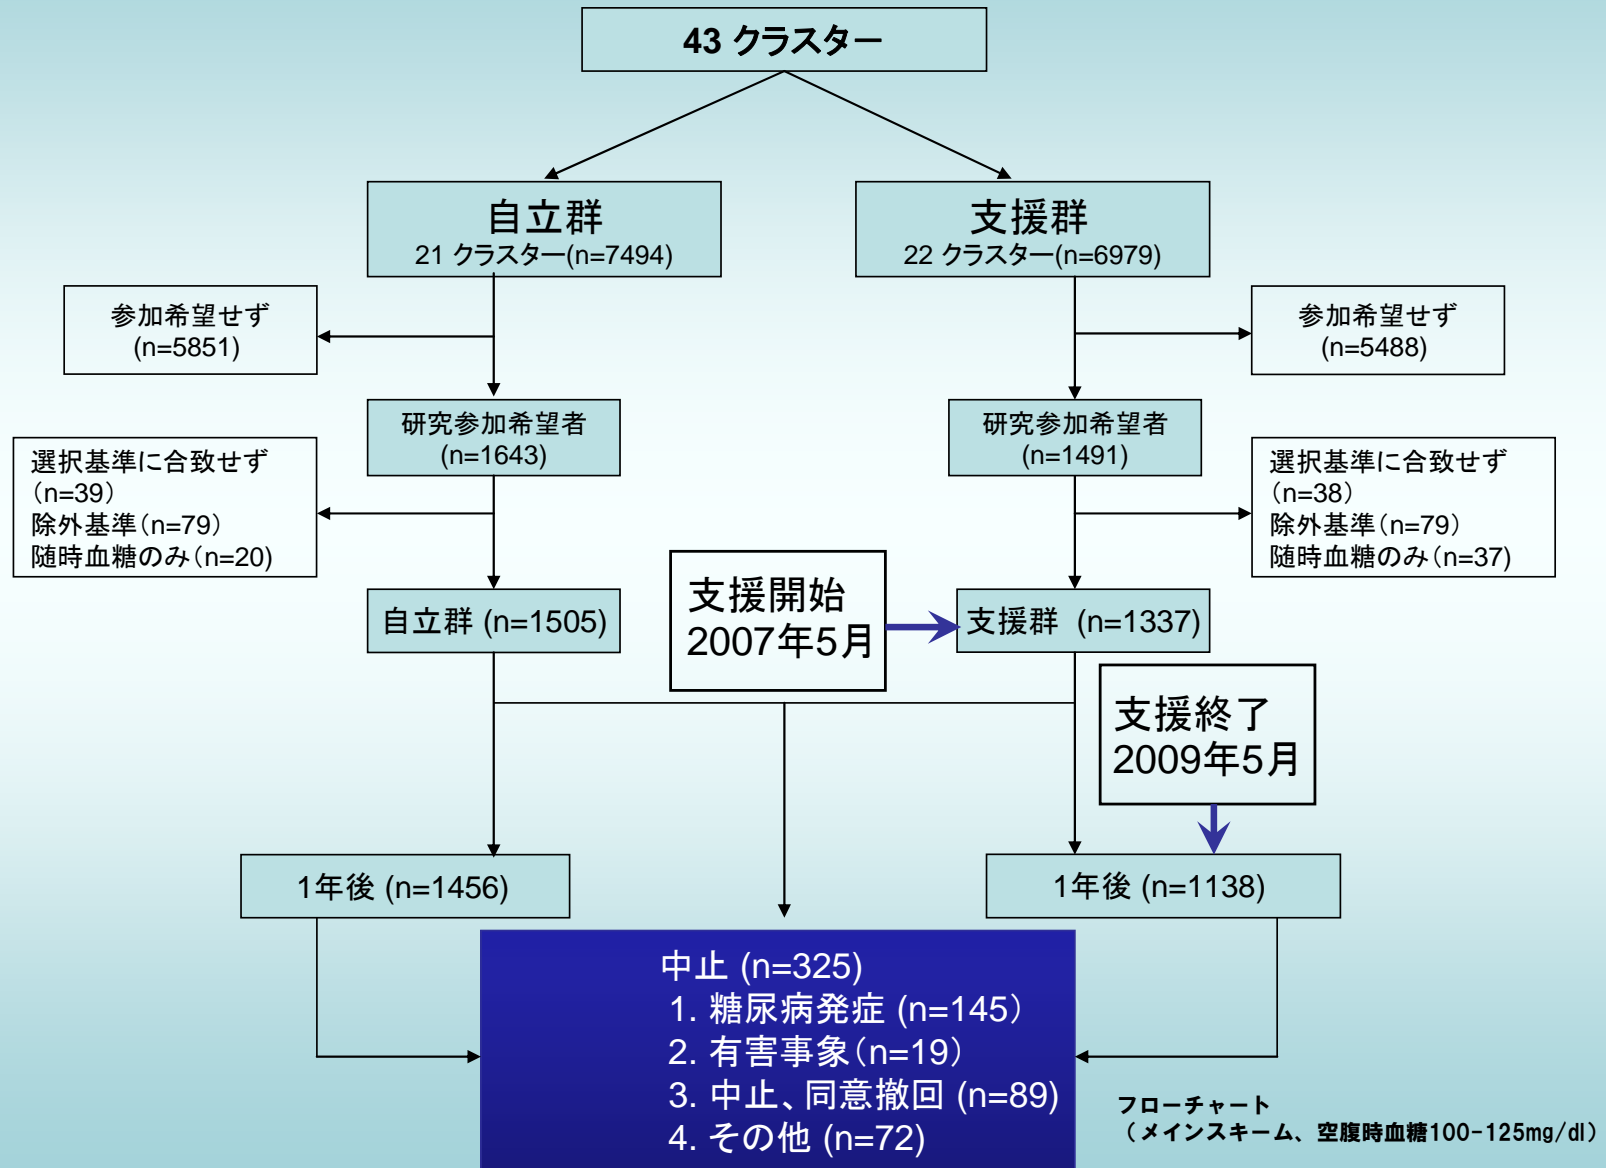 43 クラスター
自立群
21 クラスター(n=7494)
支援群
22 クラスター(n=6979)
参加希望せず
(n=5851)
参加希望せず
(n=5488)
研究参加希望者
(n=1643)
研究参加希望者
(n=1491)
選択基準に合致せず
（n=39）
除外基準（n=79）
随時血糖のみ（n=20)
選択基準に合致せず
（n=38）
除外基準（n=79）
随時血糖のみ（n=37)
自立群 (n=1505)
支援開始
2007年5月
支援群 (n=1337)
支援終了
2009年5月
1年後 (n=1456)
1年後 (n=1138)
中止 (n=325)
1. 糖尿病発症 (n=145）
2. 有害事象（n=19）
3. 中止、同意撤回 (n=89)
4. その他 (n=72)
フローチャート
（メインスキーム、空腹時血糖100-125mg/dl）